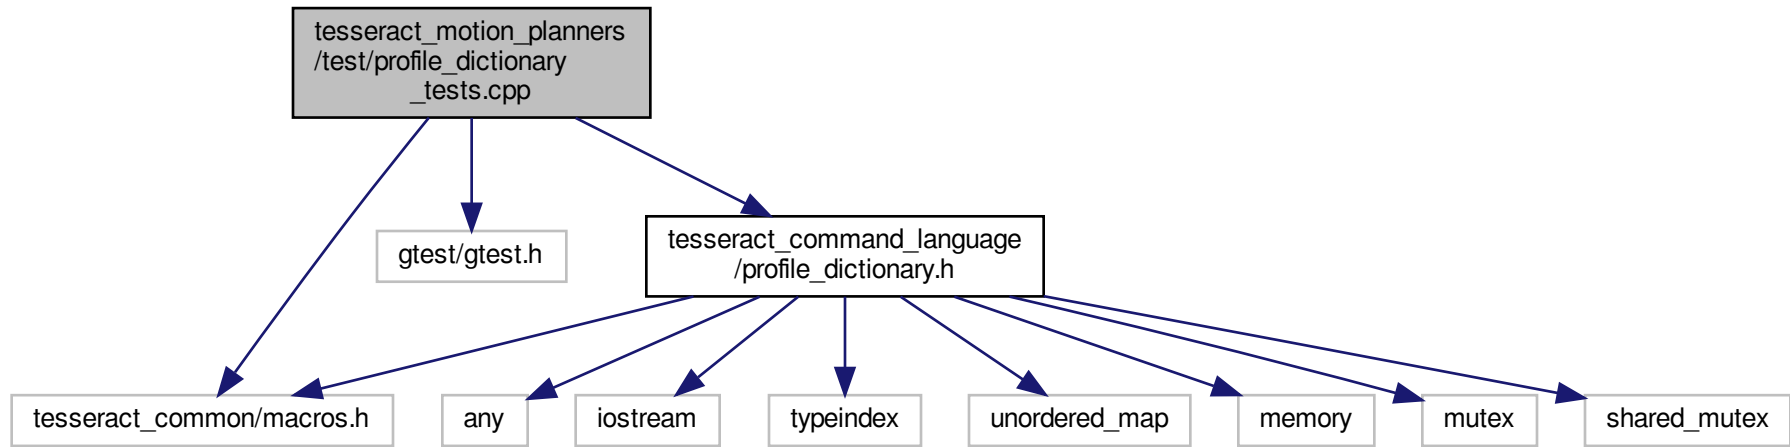 tesseract_motion_planners
/test/profile_dictionary
_tests.cpp
gtest/gtest.h
tesseract_command_language
/profile_dictionary.h
tesseract_common/macros.h
any
iostream
typeindex
unordered_map
memory
mutex
shared_mutex